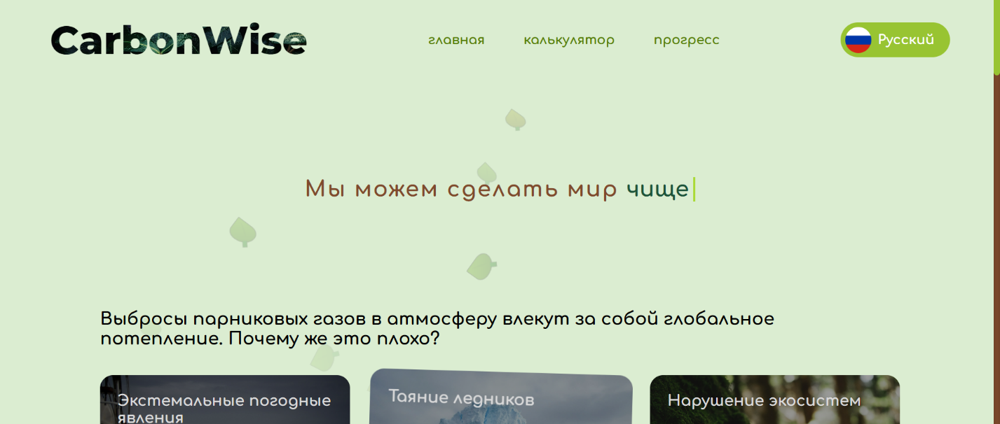 CarbonWise
главная
калькулятор
прогресс
Русский
Мы можем сделать мир чище
Выбросы парниковых газов в атмосферу влекут за собой глобальное
потепление. Почему же это плохо?
Экстемальные погодные
явления
Таяние ледников
Нарушение экосистем